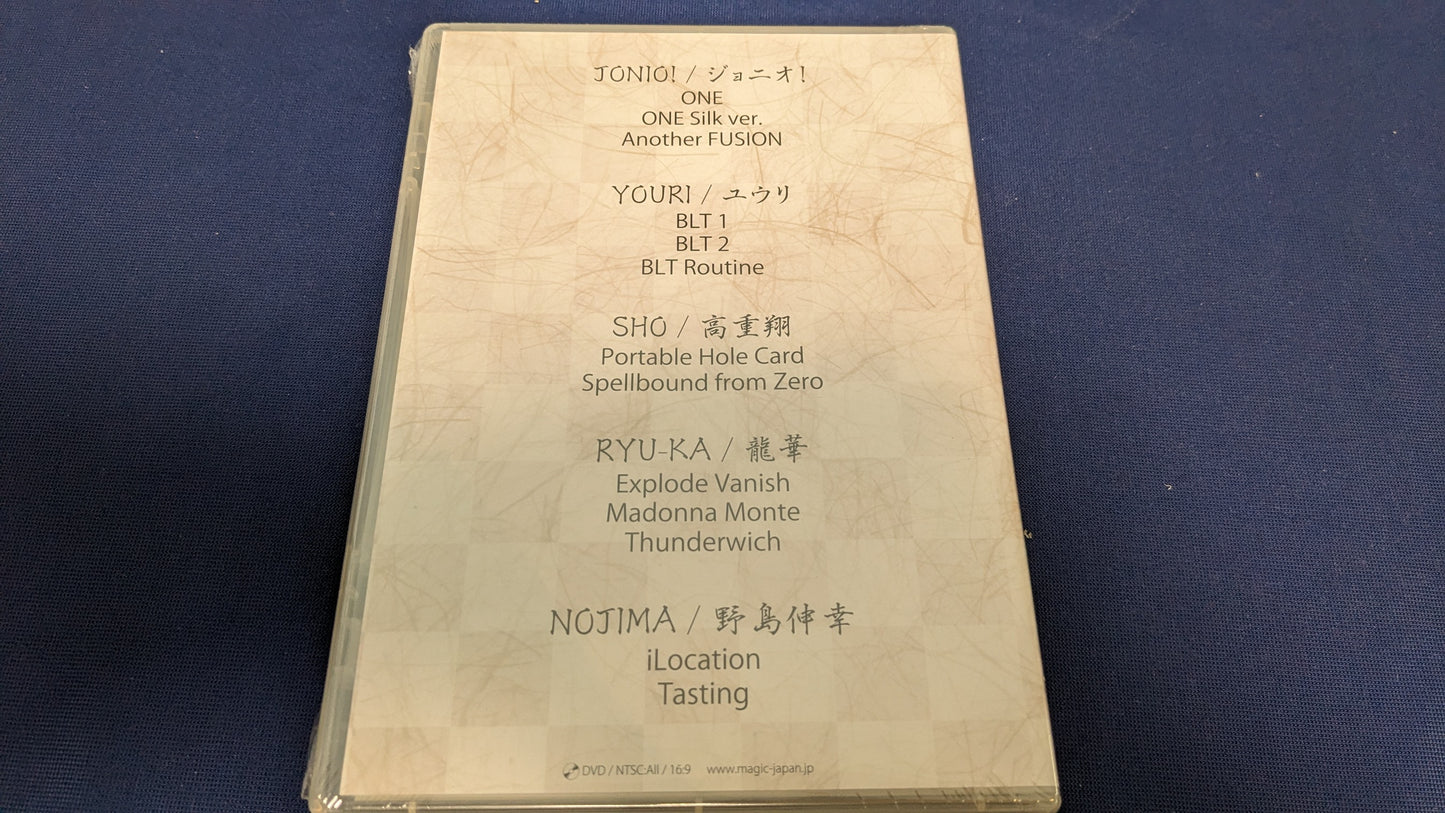 JONIO! / ジョニオ!
ONE
ONE Silk ver.
Another FUSION
YOURI / ユウリ
BLT 1
BLT 2
BLT Routine
SHO / 高重翔
Portable Hole Card
Spellbound from Zero
RYU-KA / 龍華
Explode Vanish
Madonna Monte
Thunderwich
NOJIMA / 野島伸幸
iLocation
Tasting
DVD / NTSC:All / 16:9 www.magic-japan.jp